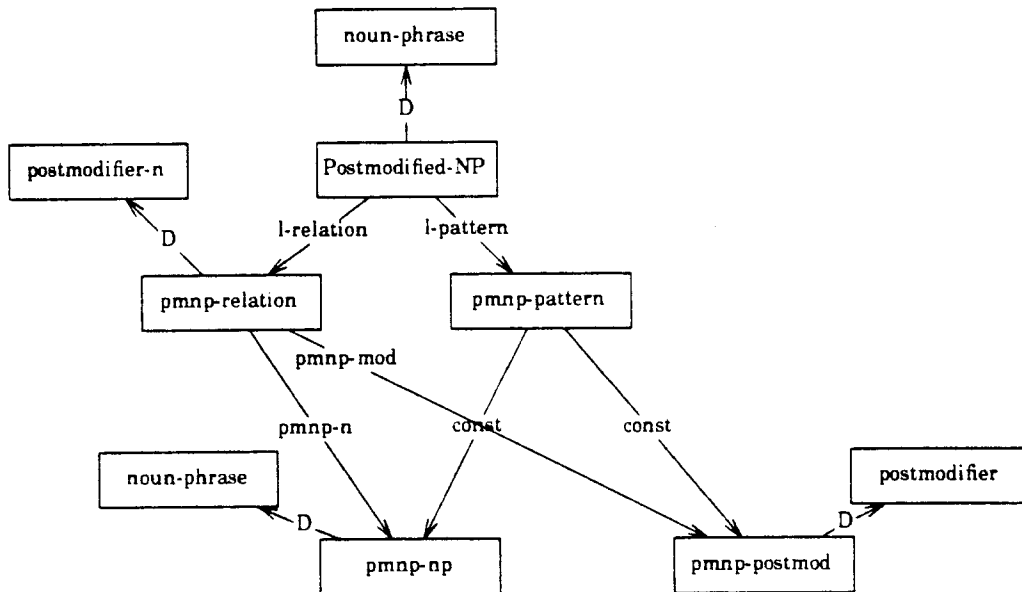 noun-phrase
D
postmodifier-n
Postmodified-NP
l-relation
l-pattern
D
pmnp-relation
pmnp-pattern
pmnp-mod
pmnp-n
const
const
noun-phrase
postmodifier
D
D
pmnp-np
pmnp-postmod